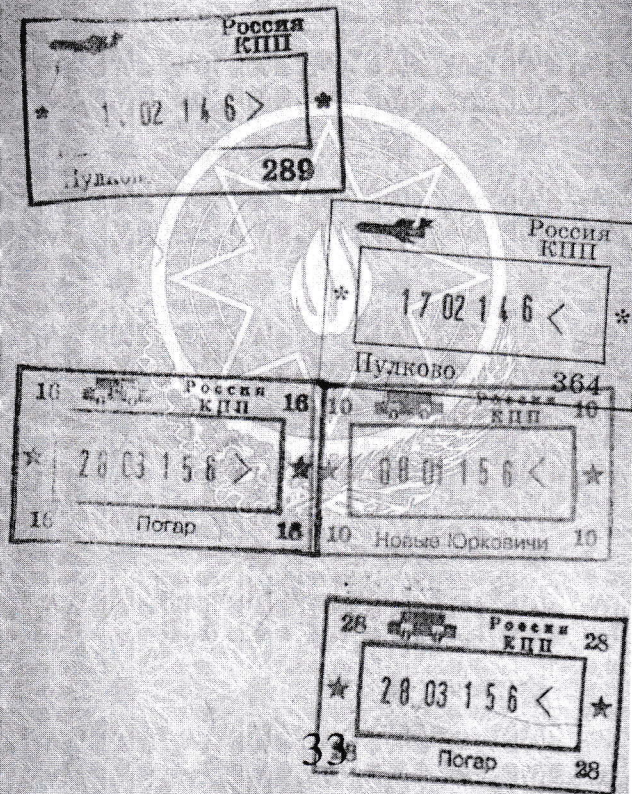 Россия
КПП
02 146 >
289
Россия
КПП
17 02 146 <
Пулково
364
16 Россия 16
КПП
28 03 156 >
16 Погар 16
10 Россия 10
КПП
08 01 156 <
10 Новые Юрковичи 10
28 Россия 28
КПП
28 03 156 <
Погар 28
33